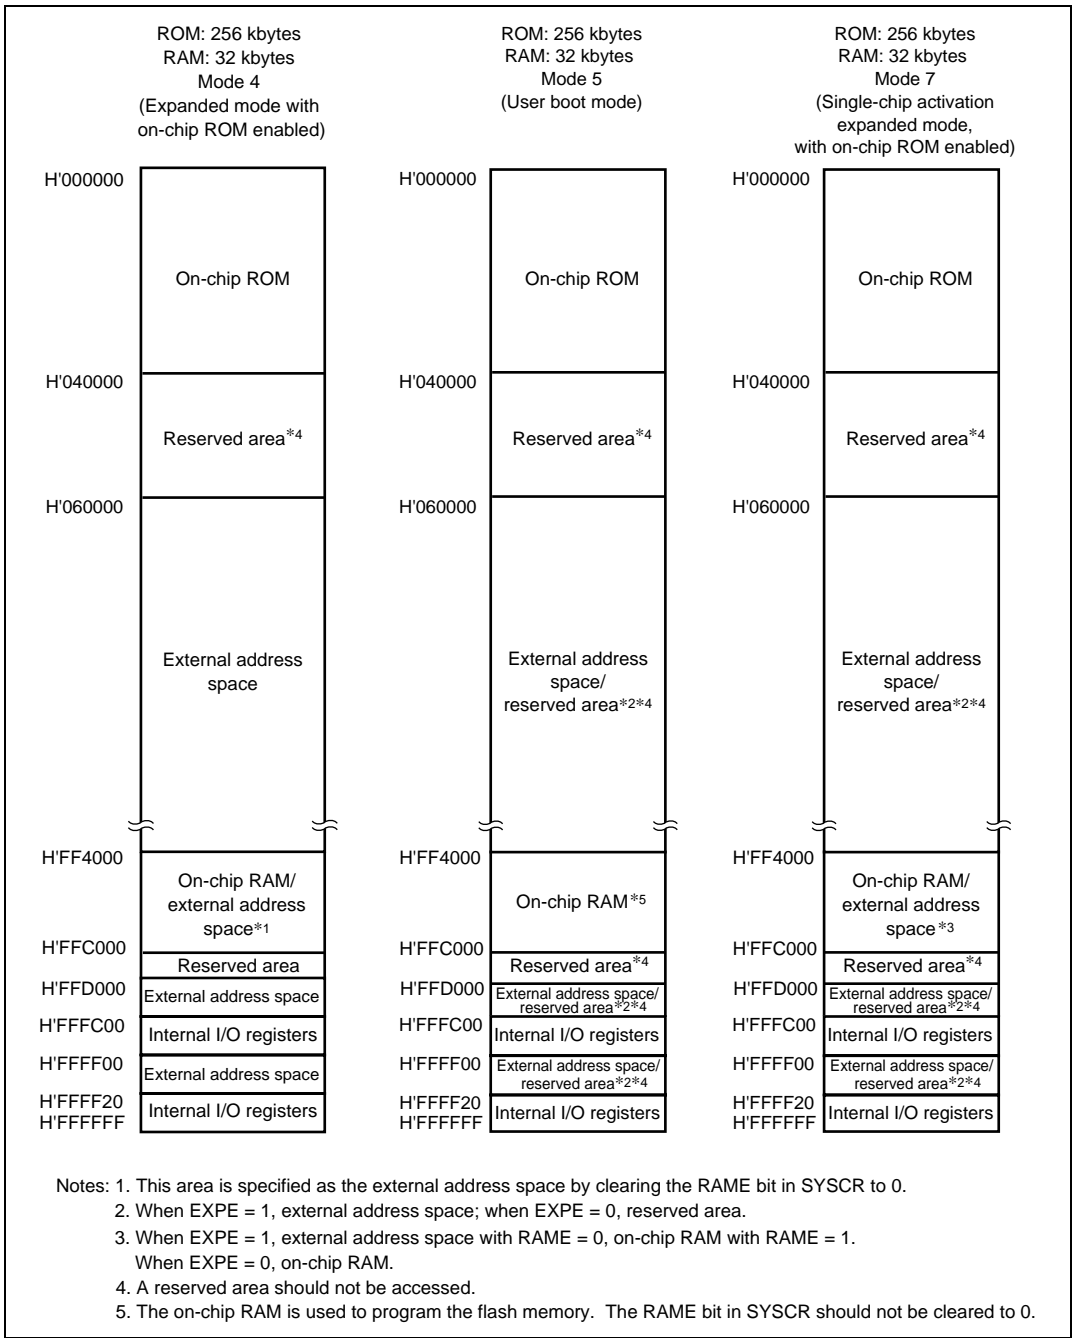 ROM: 256 kbytes
RAM: 32 kbytes
Mode 4
(Expanded mode with
on-chip ROM enabled)
H'000000
On-chip ROM
H'040000
Reserved area*4
H'060000
External address
space
H'FF4000
On-chip RAM/
external address
space*1
H'FFC000
Reserved area
H'FFD000
External address space
H'FFFC00
Internal I/O registers
H'FFFF00
External address space
H'FFFF20
Internal I/O registers
H'FFFFFF
ROM: 256 kbytes
RAM: 32 kbytes
Mode 5
(User boot mode)
H'000000
On-chip ROM
H'040000
Reserved area*4
H'060000
External address
space/
reserved area*2*4
H'FF4000
On-chip RAM*5
H'FFC000
Reserved area*4
H'FFD000
External address space/
reserved area*2*4
H'FFFC00
Internal I/O registers
H'FFFF00
External address space/
reserved area*2*4
H'FFFF20
Internal I/O registers
H'FFFFFF
ROM: 256 kbytes
RAM: 32 kbytes
Mode 7
(Single-chip activation
expanded mode,
with on-chip ROM enabled)
H'000000
On-chip ROM
H'040000
Reserved area*4
H'060000
External address
space/
reserved area*2*4
H'FF4000
On-chip RAM/
external address
space*3
H'FFC000
Reserved area*4
H'FFD000
External address space/
reserved area*2*4
H'FFFC00
Internal I/O registers
H'FFFF00
External address space/
reserved area*2*4
H'FFFF20
Internal I/O registers
H'FFFFFF
Notes: 1. This area is specified as the external address space by clearing the RAME bit in SYSCR to 0.
2. When EXPE = 1, external address space; when EXPE = 0, reserved area.
3. When EXPE = 1, external address space with RAME = 0, on-chip RAM with RAME = 1.
When EXPE = 0, on-chip RAM.
4. A reserved area should not be accessed.
5. The on-chip RAM is used to program the flash memory. The RAME bit in SYSCR should not be cleared to 0.